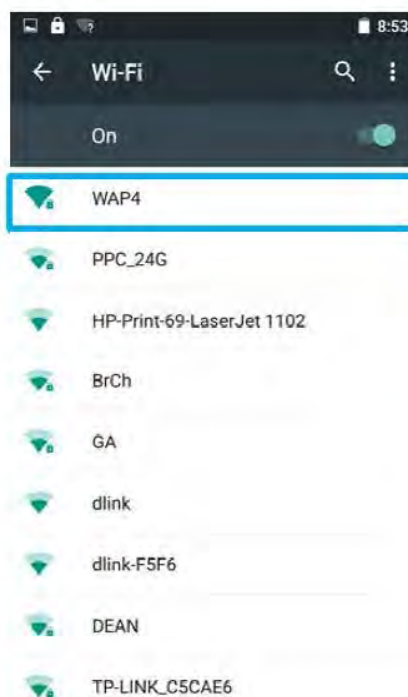 8:53
Wi-Fi
On
WAP4
PPC_24G
HP-Print-69-LaserJet 1102
BrCh
GA
dlink
dlink-F5F6
DEAN
TP-LINK_C5CAE6